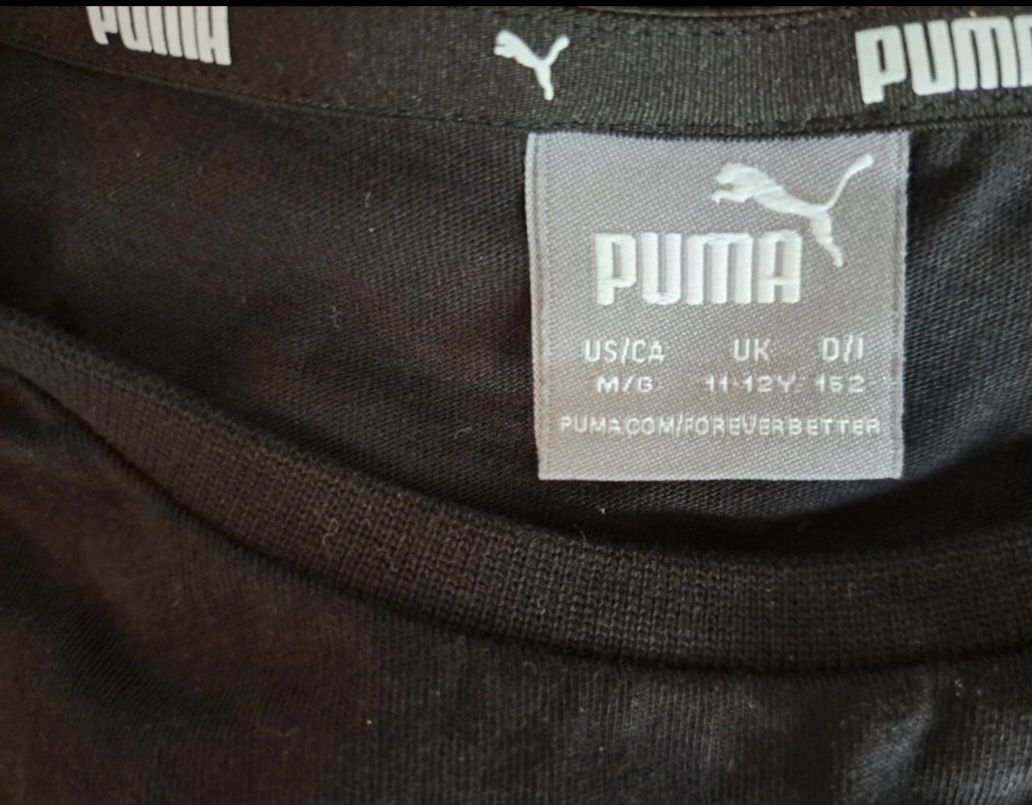 PUMA PUMA
PUMA
US/CA UK D/I
M/G 11-12Y 152
PUMA.COM/FOREVERBETTER